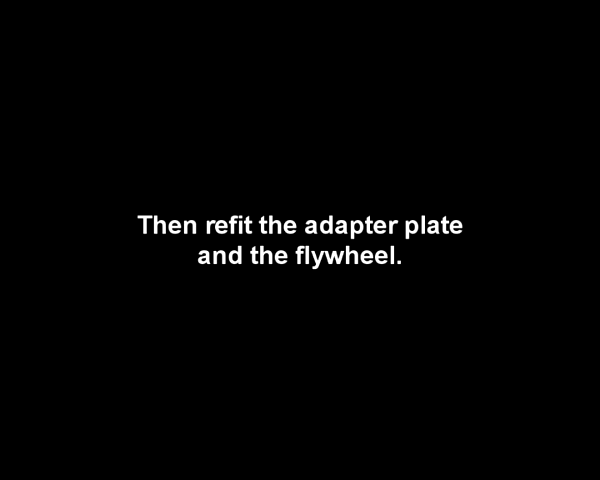 Then refit the adapter plate
and the flywheel.